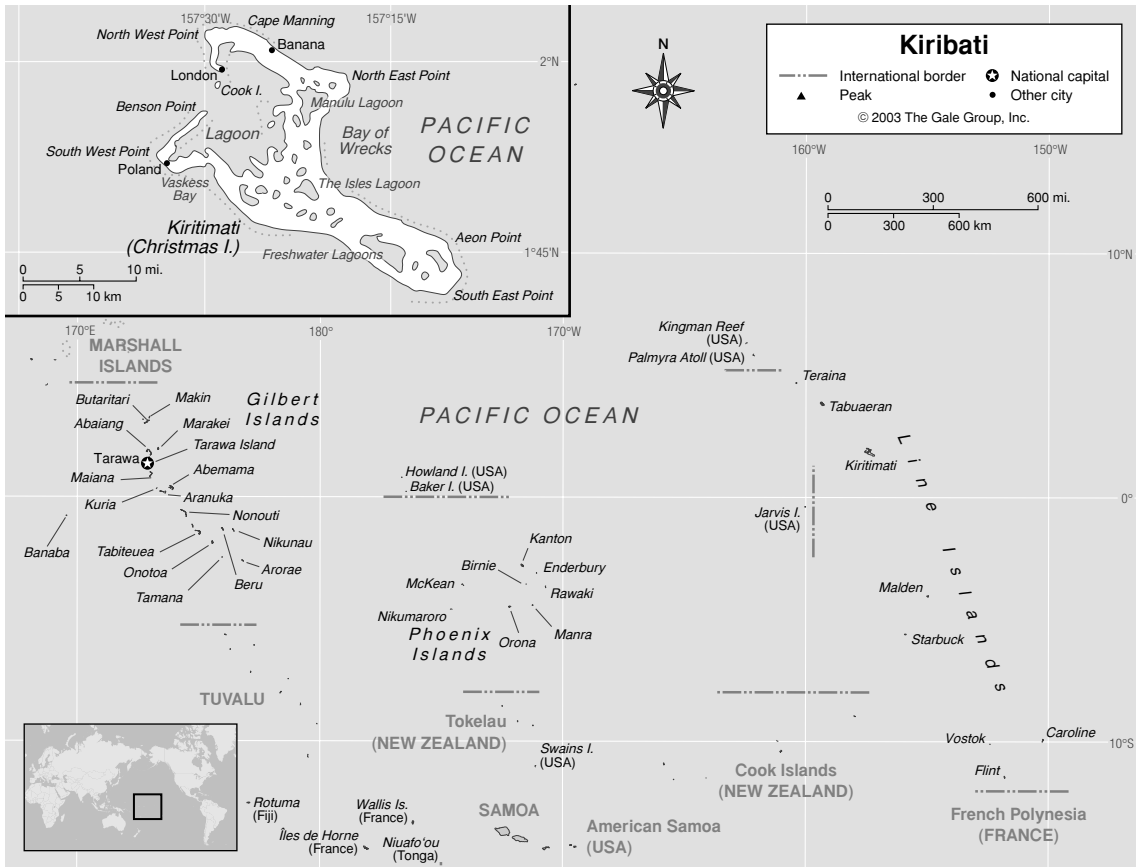 157°30'W
157°15'W
Cape Manning
North West Point
Banana
2°N
London
North East Point
Cook I.
Manulu Lagoon
Benson Point
Lagoon
Bay of
Wrecks
PACIFIC
OCEAN
South West Point
Poland
Vaskess
Bay
The Isles Lagoon
Kiritimati
(Christmas I.)
Aeon Point
Freshwater Lagoons
1°45'N
0 5 10 mi.
0 5 10 km
South East Point
N
Kiribati
International border
National capital
Peak
Other city
© 2003 The Gale Group, Inc.
160°W
150°W
0 300 600 mi.
0 300 600 km
10°N
170°E
180°
170°W
MARSHALL
ISLANDS
Kingman Reef
(USA)
Palmyra Atoll (USA)
Teraina
Tabuaeran
Butaritari
Makin
Gilbert
Islands
PACIFIC OCEAN
Abaiang
Marakei
Tarawa Island
Tarawa
Maiana
Abemama
Kuria
Aranuka
Kiritimati
Line Islands
Howland I. (USA)
Baker I. (USA)
0°
Jarvis I.
(USA)
Nonouti
Banaba
Tabiteuea
Nikunau
Onotoa
Arorae
Beru
Tamana
Kanton
Birnie
Enderbury
McKean
Rawaki
Nikumaroro
Phoenix
Islands
Orona
Manra
Malden
Starbuck
TUVALU
Tokelau
(NEW ZEALAND)
Swains I.
(USA)
Vostok
Caroline
10°S
Flint
Cook Islands
(NEW ZEALAND)
French Polynesia
(FRANCE)
Rotuma
(Fiji)
Wallis Is.
(France)
Îles de Horne
(France)
Niuafo'ou
(Tonga)
SAMOA
American Samoa
(USA)